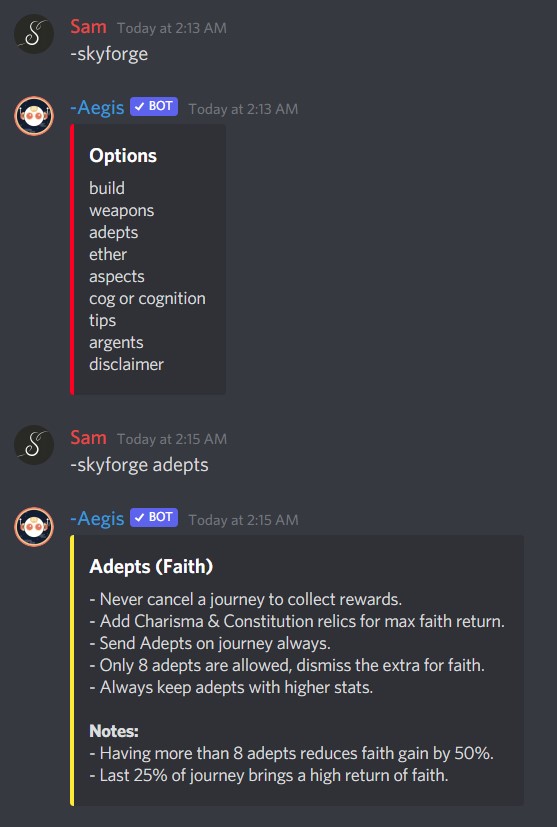 Sam Today at 2:13 AM
-skyforge
-Aegis ✓ BOT Today at 2:13 AM
Options
build
weapons
adepts
ether
aspects
cog or cognition
tips
argents
disclaimer
Sam Today at 2:15 AM
-skyforge adepts
-Aegis ✓ BOT Today at 2:15 AM
Adepts (Faith)
- Never cancel a journey to collect rewards.
- Add Charisma & Constitution relics for max faith return.
- Send Adepts on journey always.
- Only 8 adepts are allowed, dismiss the extra for faith.
- Always keep adepts with higher stats.
Notes:
- Having more than 8 adepts reduces faith gain by 50%.
- Last 25% of journey brings a high return of faith.